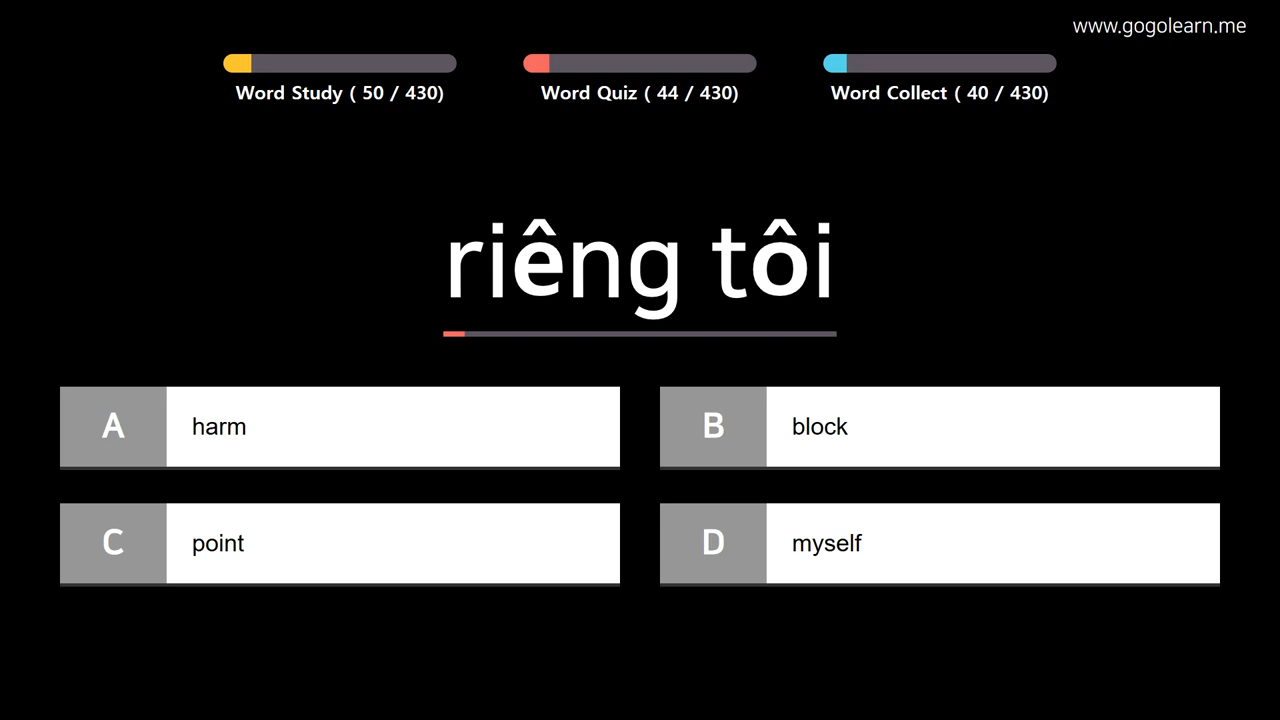 www.gogolearn.me
Word Study ( 50 / 430)
Word Quiz ( 44 / 430)
Word Collect ( 40 / 430)
riêng tôi
A harm
B block
C point
D myself